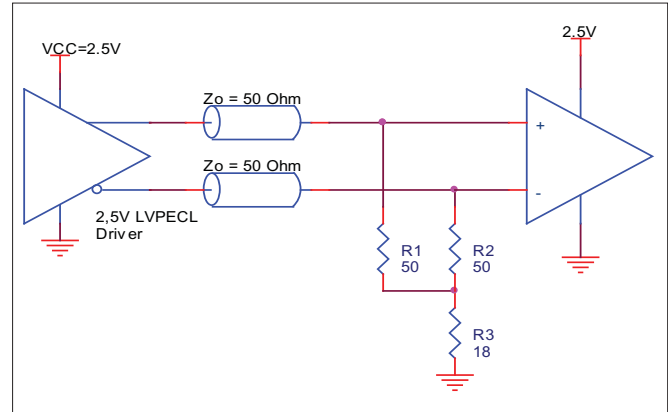 VCC=2.5V
2.5V
Zo = 50 Ohm
+
Zo = 50 Ohm
-
2,5V LVPECL
Driver
R1
50
R2
50
R3
18